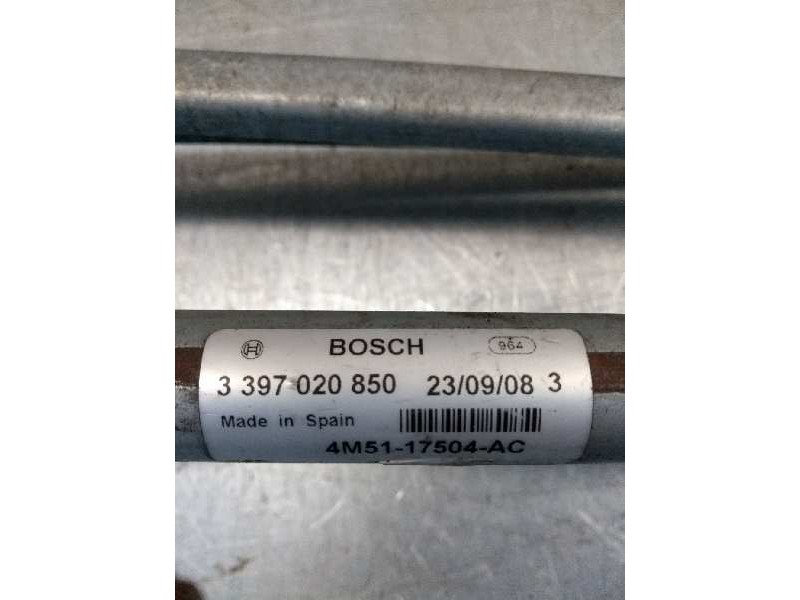 BOSCH 964
3 397 020 850 23/09/08 3
Made in Spain
4M51-17504-AC